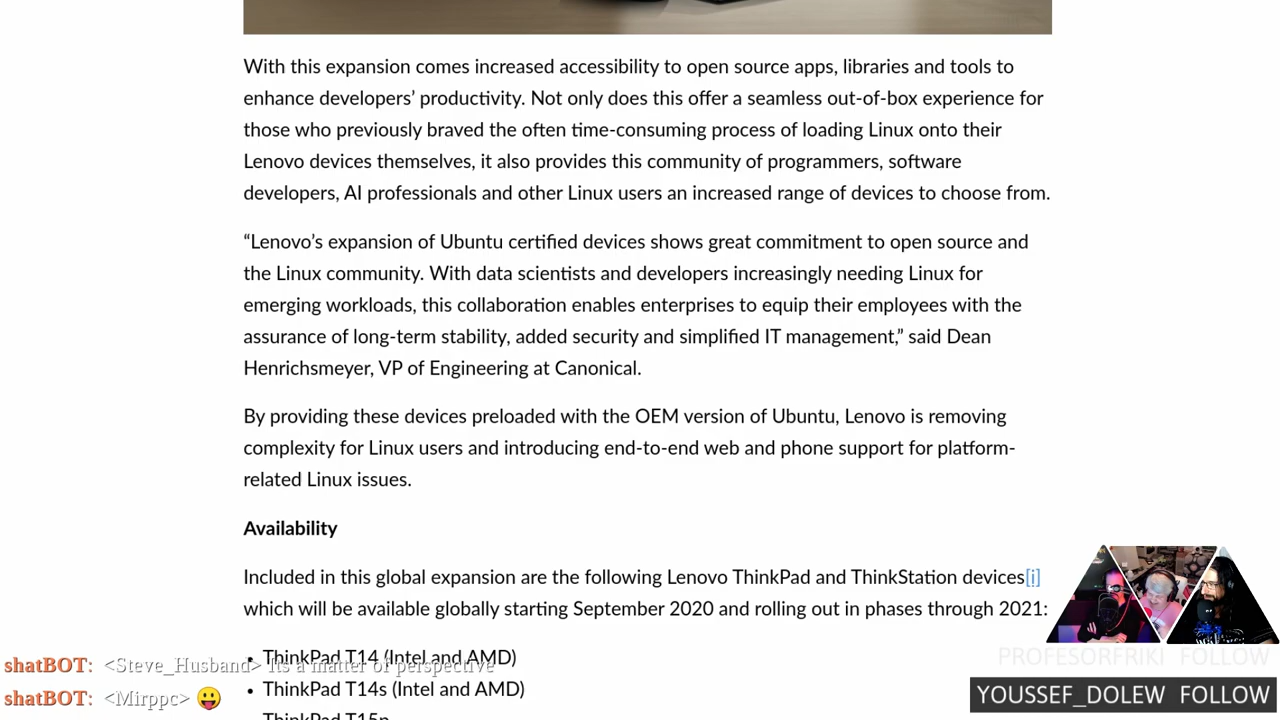 With this expansion comes increased accessibility to open source apps, libraries and tools to
enhance developers’ productivity. Not only does this offer a seamless out-of-box experience for
those who previously braved the often time-consuming process of loading Linux onto their
Lenovo devices themselves, it also provides this community of programmers, software
developers, AI professionals and other Linux users an increased range of devices to choose from.
“Lenovo’s expansion of Ubuntu certified devices shows great commitment to open source and
the Linux community. With data scientists and developers increasingly needing Linux for
emerging workloads, this collaboration enables enterprises to equip their employees with the
assurance of long-term stability, added security and simplified IT management,” said Dean
Henrichsmeyer, VP of Engineering at Canonical.
By providing these devices preloaded with the OEM version of Ubuntu, Lenovo is removing
complexity for Linux users and introducing end-to-end web and phone support for platform-
related Linux issues.
Availability
Included in this global expansion are the following Lenovo ThinkPad and ThinkStation devices[i]
which will be available globally starting September 2020 and rolling out in phases through 2021:
• ThinkPad T14 (Intel and AMD)
• ThinkPad T14s (Intel and AMD)
ThinkPad T15p
shatBOT: <Steve_Husband> Its a matter of perspective
shatBOT: <Mirppc> 😛
PROFESORFRIKI FOLLOW
YOUSSEF_DOLEW FOLLOW